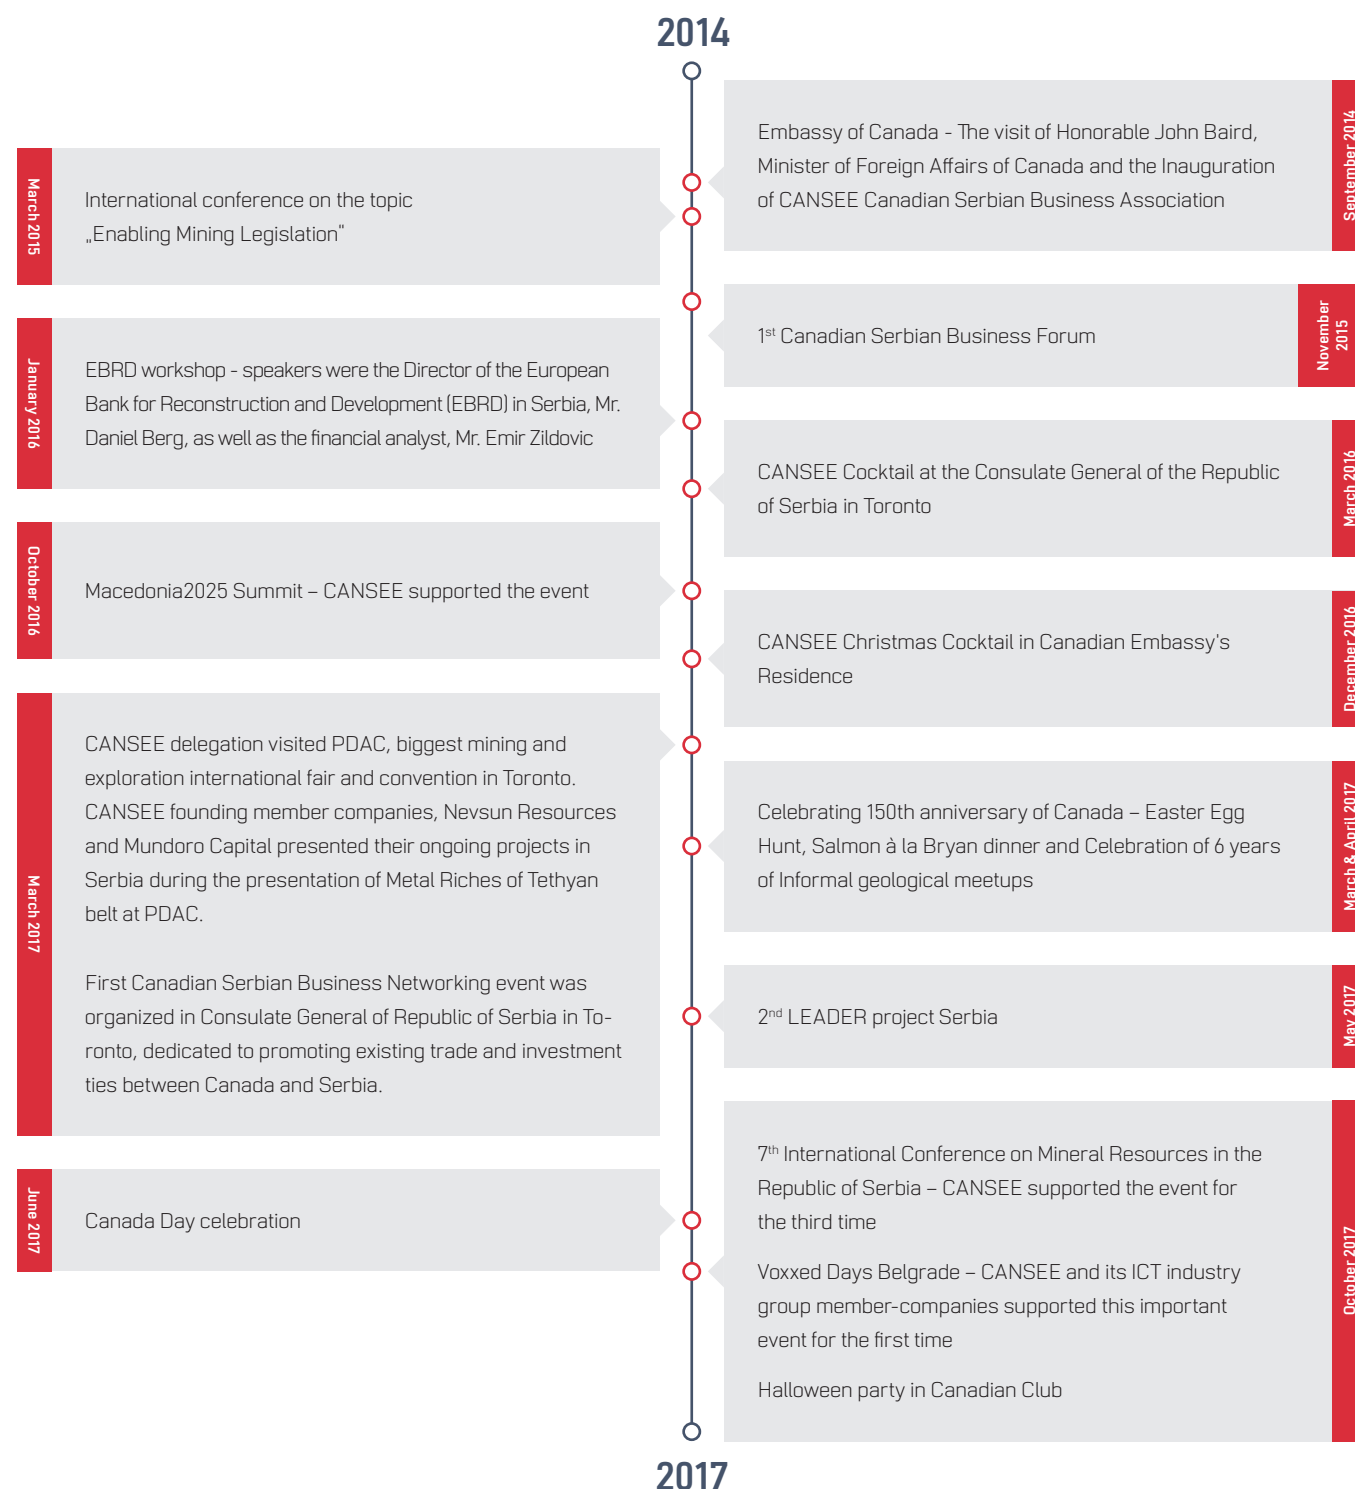 2014
September 2014
Embassy of Canada - The visit of Honorable John Baird,
Minister of Foreign Affairs of Canada and the Inauguration
of CANSEE Canadian Serbian Business Association
March 2015
International conference on the topic
„Enabling Mining Legislation"
November
2015
1st Canadian Serbian Business Forum
January 2016
EBRD workshop - speakers were the Director of the European
Bank for Reconstruction and Development (EBRD) in Serbia, Mr.
Daniel Berg, as well as the financial analyst, Mr. Emir Zildovic
March 2016
CANSEE Cocktail at the Consulate General of the Republic
of Serbia in Toronto
October 2016
Macedonia2025 Summit – CANSEE supported the event
December 2016
CANSEE Christmas Cocktail in Canadian Embassy's
Residence
March 2017
CANSEE delegation visited PDAC, biggest mining and
exploration international fair and convention in Toronto.
CANSEE founding member companies, Nevsun Resources
and Mundoro Capital presented their ongoing projects in
Serbia during the presentation of Metal Riches of Tethyan
belt at PDAC.
First Canadian Serbian Business Networking event was
organized in Consulate General of Republic of Serbia in To-
ronto, dedicated to promoting existing trade and investment
ties between Canada and Serbia.
March & April 2017
Celebrating 150th anniversary of Canada – Easter Egg
Hunt, Salmon à la Bryan dinner and Celebration of 6 years
of Informal geological meetups
May 2017
2nd LEADER project Serbia
June 2017
Canada Day celebration
October 2017
7th International Conference on Mineral Resources in the
Republic of Serbia – CANSEE supported the event for
the third time
Voxxed Days Belgrade – CANSEE and its ICT industry
group member-companies supported this important
event for the first time
Halloween party in Canadian Club
2017